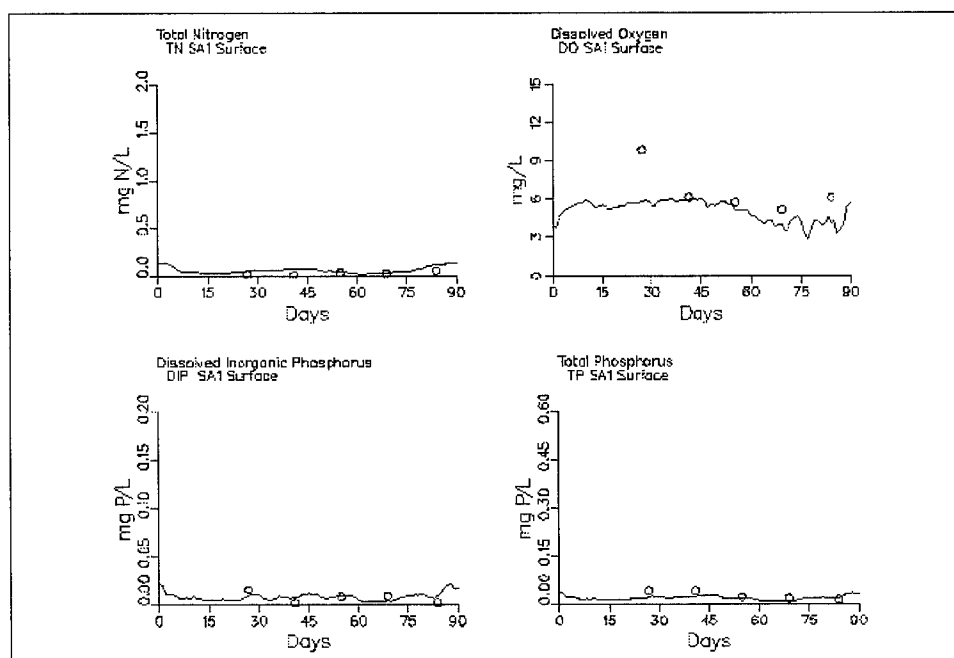 Total Nitrogen
TN SA1 Surface
mg N/L
2.0
1.5
1.0
0.5
0.0
0 15 30 45 60 75 90
Days
Dissolved Oxygen
DO SA1 Surface
mg/L
15
12
9
6
3
0
0 15 30 45 60 75 90
Days
Dissolved Inorganic Phosphorus
DIP SA1 Surface
mg P/L
0.20
0.15
0.10
0.05
0.00
0 15 30 45 60 75 90
Days
Total Phosphorus
TP SA1 Surface
mg P/L
0.60
0.45
0.30
0.15
0.00
0 15 30 45 60 75 90
Days